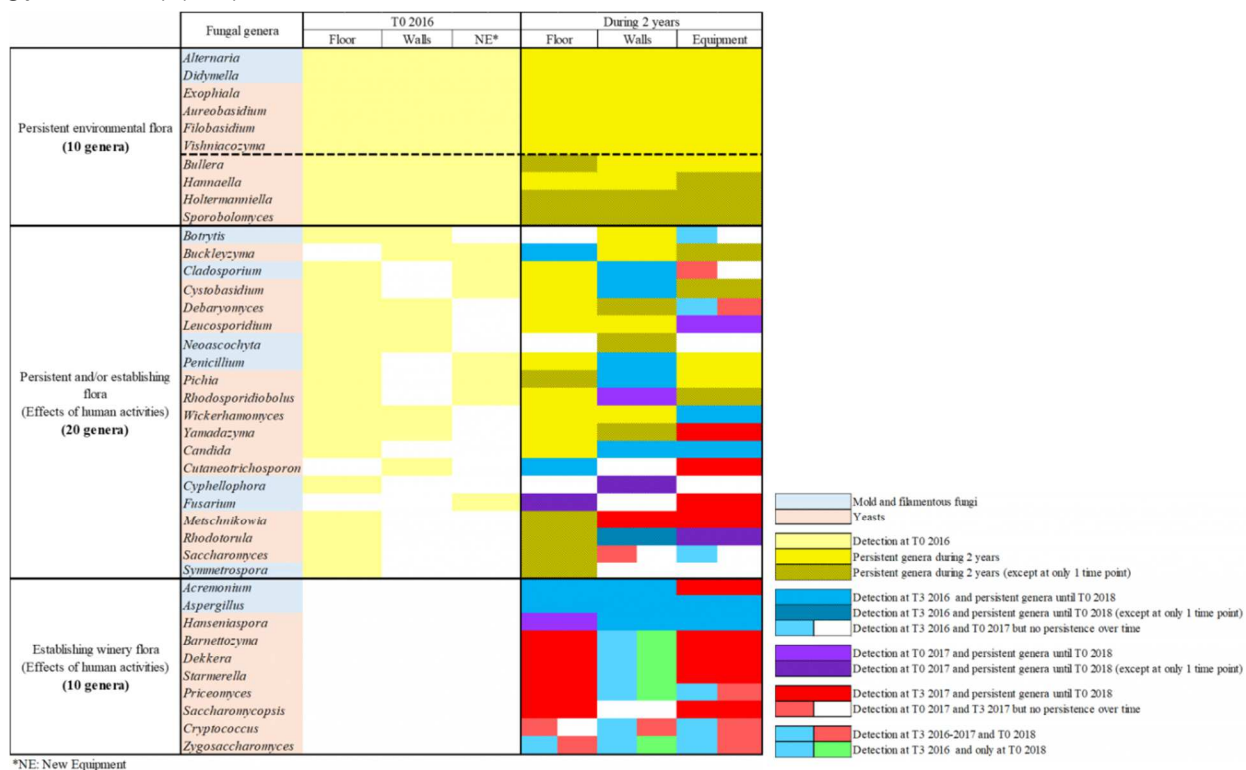 Fungal genera
T0 2016
During 2 years
Floor
Walls
NE*
Floor
Walls
Equipment
Persistent environmental flora
(10 genera)
Alternaria
Didymella
Exophiala
Aureobasidium
Filobasidium
Vishniacozyma
Bullera
Hannaella
Holtermanniella
Sporobolomyces
Persistent and/or establishing
flora
(Effects of human activities)
(20 genera)
Botrytis
Buckleyzyma
Cladosporium
Cystobasidium
Debaryomyces
Leucosporidium
Neoascochyta
Penicillium
Pichia
Rhodosporidiobolus
Wickerhamomyces
Yamadazyma
Candida
Cutaneotrichosporon
Cyphellophora
Fusarium
Metschnikowia
Rhodotorula
Saccharomyces
Symmetrospora
Establishing winery flora
(Effects of human activities)
(10 genera)
Acremonium
Aspergillus
Hanseniaspora
Barnettozyma
Dekkera
Starmerella
Priceomyces
Saccharomycopsis
Cryptococcus
Zygosaccharomyces
*NE: New Equipment
Mold and filamentous fungi
Yeasts
Detection at T0 2016
Persistent genera during 2 years
Persistent genera during 2 years (except at only 1 time point)
Detection at T3 2016 and persistent genera until T0 2018
Detection at T3 2016 and persistent genera until T0 2018 (except at only 1 time point)
Detection at T3 2016 and T0 2017 but no persistence over time
Detection at T0 2017 and persistent genera until T0 2018
Detection at T0 2017 and persistent genera until T0 2018 (except at only 1 time point)
Detection at T3 2017 and persistent genera until T0 2018
Detection at T0 2017 and T3 2017 but no persistence over time
Detection at T3 2016-2017 and T0 2018
Detection at T3 2016 and only at T0 2018